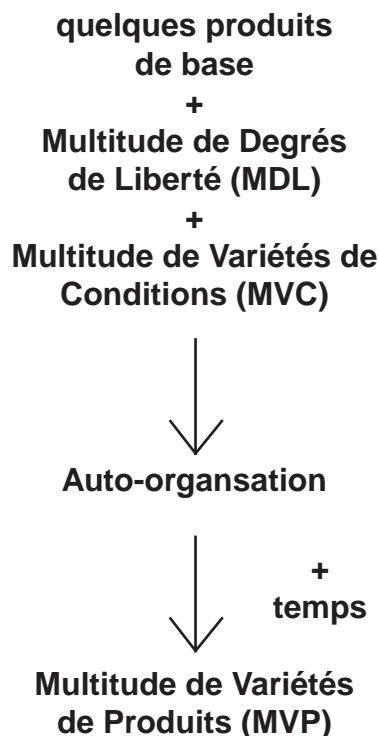 quelques produits
de base
+
Multitude de Degrés
de Liberté (MDL)
+
Multitude de Variétés de
Conditions (MVC)
Auto-organsation
+
temps
Multitude de Variétés
de Produits (MVP)